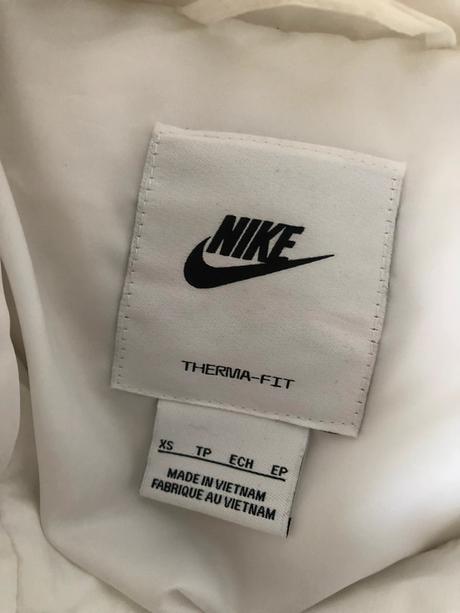 NIKE
THERMA-FIT
XS TP ECH EP
MADE IN VIETNAM
FABRIQUE AU VIETNAM